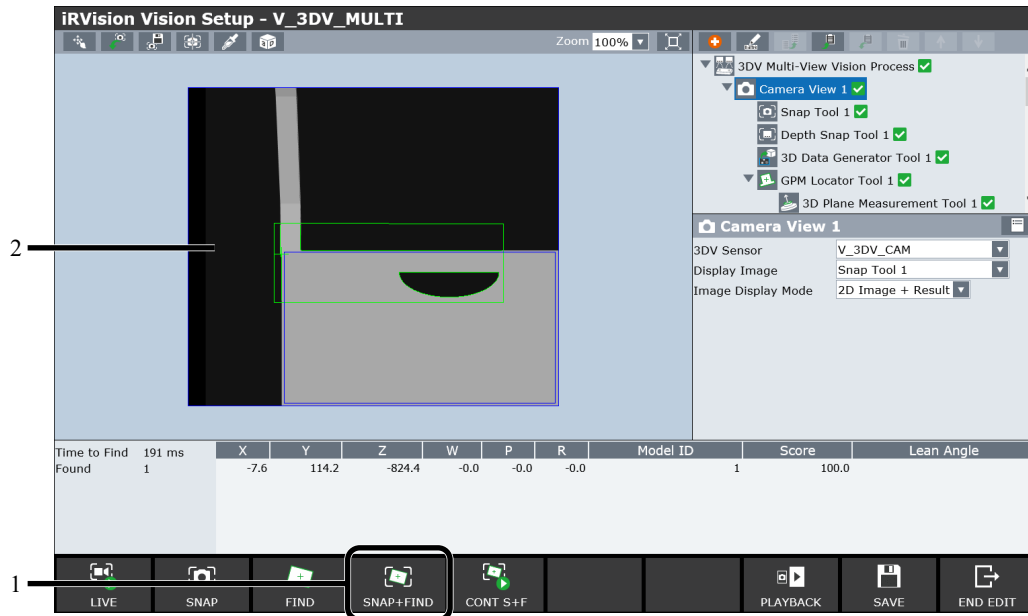 iRVision Vision Setup - V_3DV_MULTI
Zoom 100%
3DV Multi-View Vision Process
Camera View 1
Snap Tool 1
Depth Snap Tool 1
3D Data Generator Tool 1
GPM Locator Tool 1
3D Plane Measurement Tool 1
Camera View 1
3DV Sensor V_3DV_CAM
Display Image Snap Tool 1
Image Display Mode 2D Image + Result
2
Time to Find 191 ms X Y Z W P R Model ID Score Lean Angle
Found 1 -7.6 114.2 -824.4 -0.0 -0.0 -0.0 1 100.0
1
LIVE SNAP FIND SNAP+FIND CONT S+F PLAYBACK SAVE END EDIT